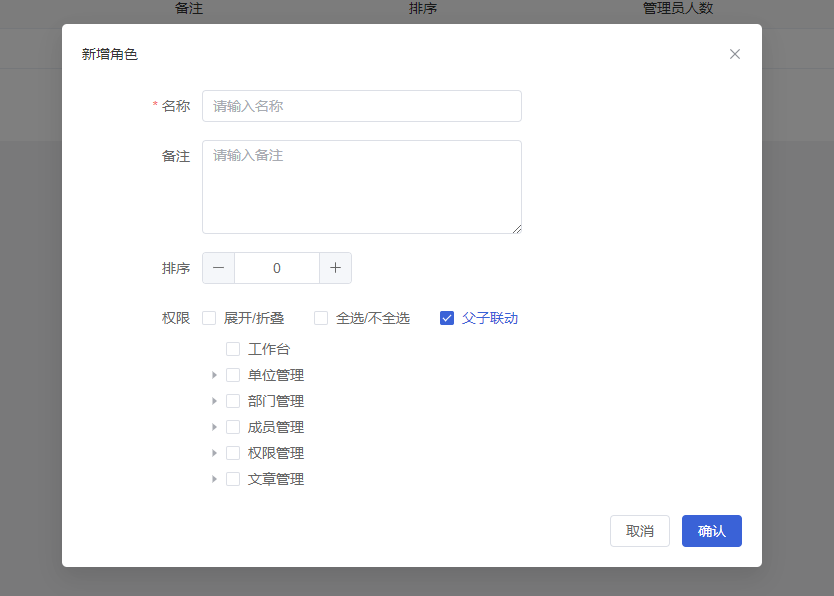 备注 排序 管理员人数
新增角色
* 名称 请输入名称
备注 请输入备注
排序 0
权限 展开/折叠 全选/不全选 父子联动
工作台
单位管理
部门管理
成员管理
权限管理
文章管理
取消 确认